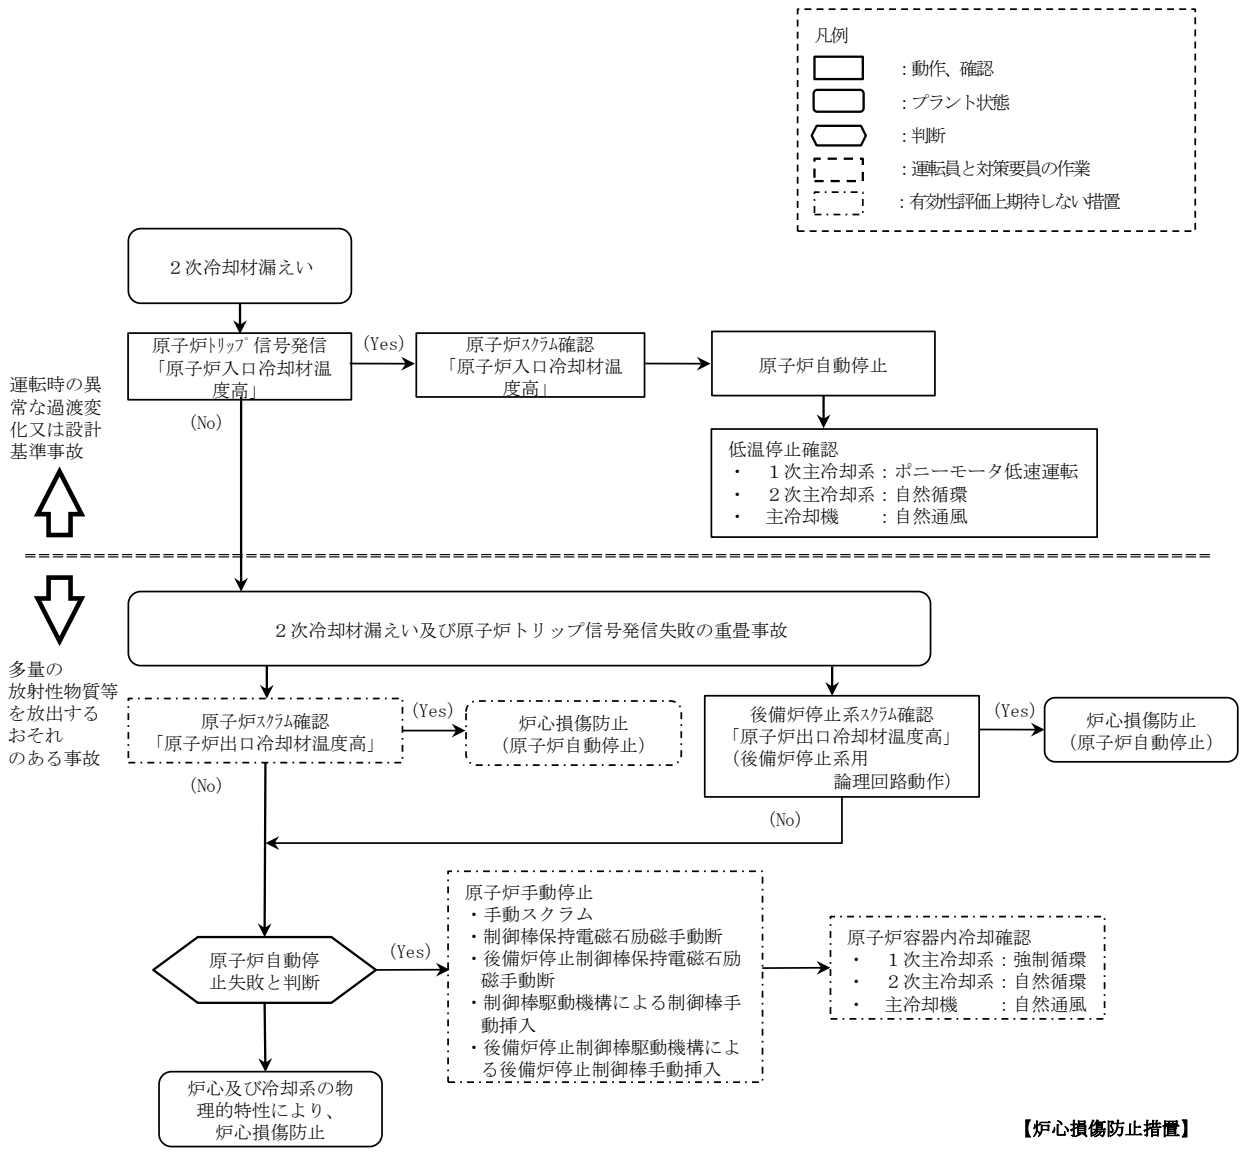 凡例
：動作、確認
：プラント状態
：判断
：運転員と対策要員の作業
：有効性評価上期待しない措置
２次冷却材漏えい
原子炉ﾄﾘｯﾌﾟ信号発信
「原子炉入口冷却材温
度高」
(Yes)
原子炉ｽｸﾗﾑ確認
「原子炉入口冷却材温
度高」
原子炉自動停止
(No)
低温停止確認
・　１次主冷却系：ポニーモータ低速運転
・　２次主冷却系：自然循環
・　主冷却機　　：自然通風
運転時の異
常な過渡変
化又は設計
基準事故
多量の
放射性物質等
を放出する
おそれ
のある事故
２次冷却材漏えい及び原子炉トリップ信号発信失敗の重畳事故
原子炉ｽｸﾗﾑ確認
「原子炉出口冷却材温度高」
(Yes)
炉心損傷防止
（原子炉自動停止）
後備炉停止系ｽｸﾗﾑ確認
「原子炉出口冷却材温度高」
（後備炉停止系用
論理回路動作）
(Yes)
炉心損傷防止
（原子炉自動停止）
(No)
(No)
原子炉自動停
止失敗と判断
(Yes)
原子炉手動停止
・手動スクラム
・制御棒保持電磁石励磁手動断
・後備炉停止制御棒保持電磁石励
磁手動断
・制御棒駆動機構による制御棒手
動挿入
・後備炉停止制御棒駆動機構によ
る後備炉停止制御棒手動挿入
原子炉容器内冷却確認
・　１次主冷却系：強制循環
・　２次主冷却系：自然循環
・　主冷却機　　：自然通風
炉心及び冷却系の物
理的特性により、
炉心損傷防止
【炉心損傷防止措置】